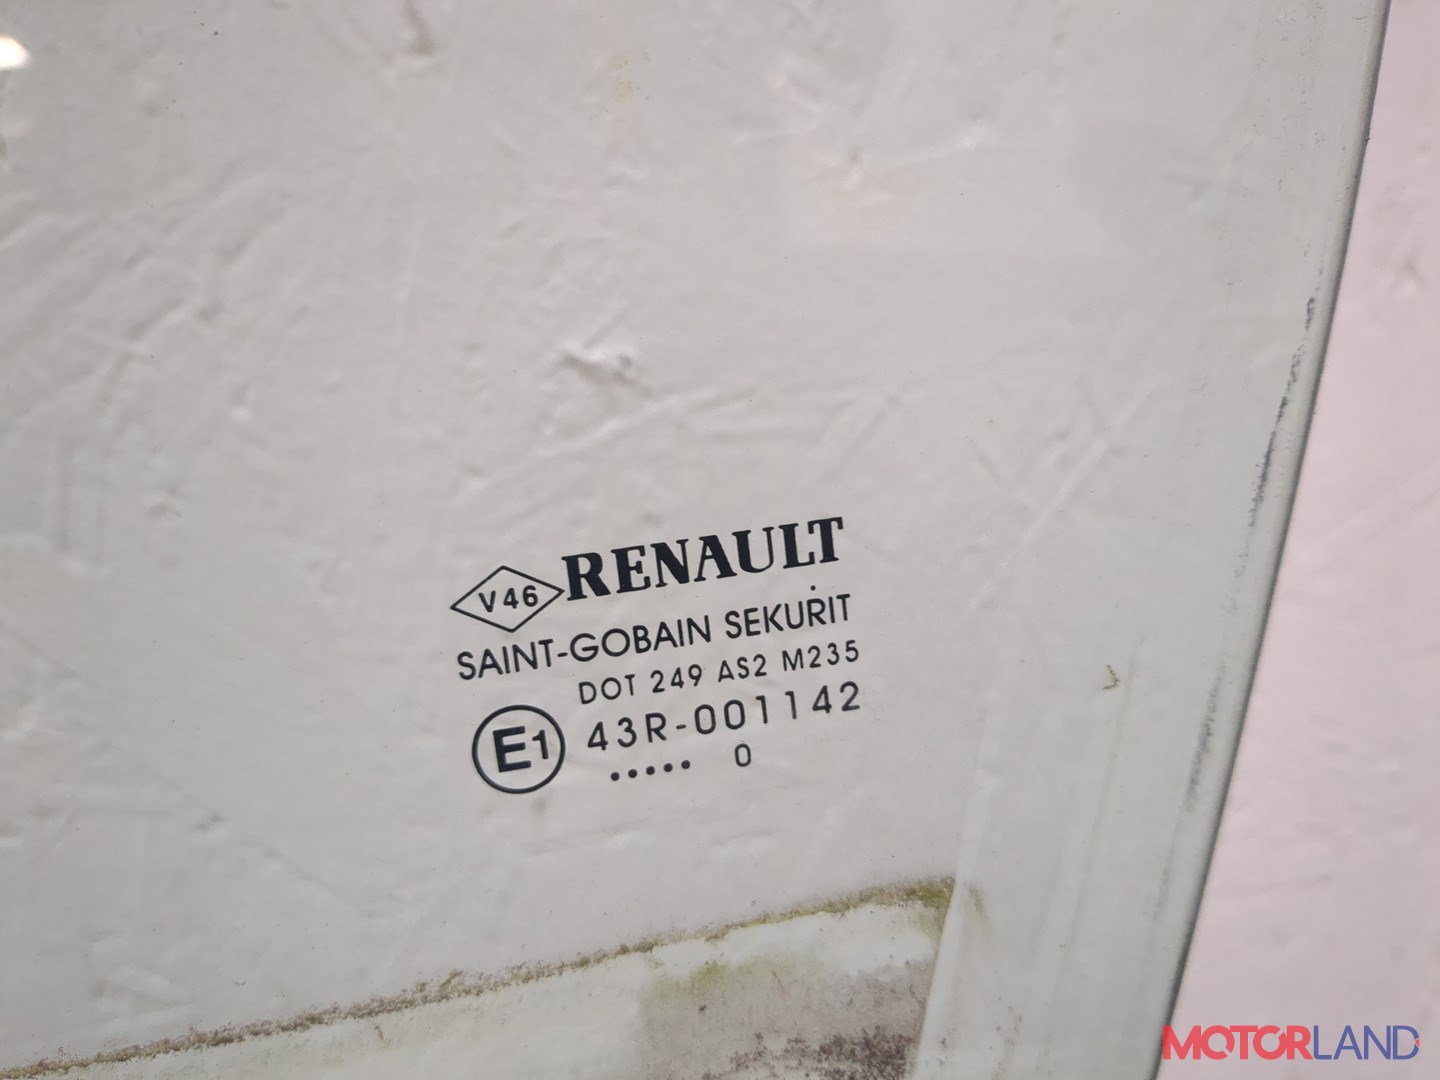 V46 RENAULT
SAINT-GOBAIN SEKURIT
DOT 249 AS2 M235
E1 43R-001142
..... 0
MOTORLAND